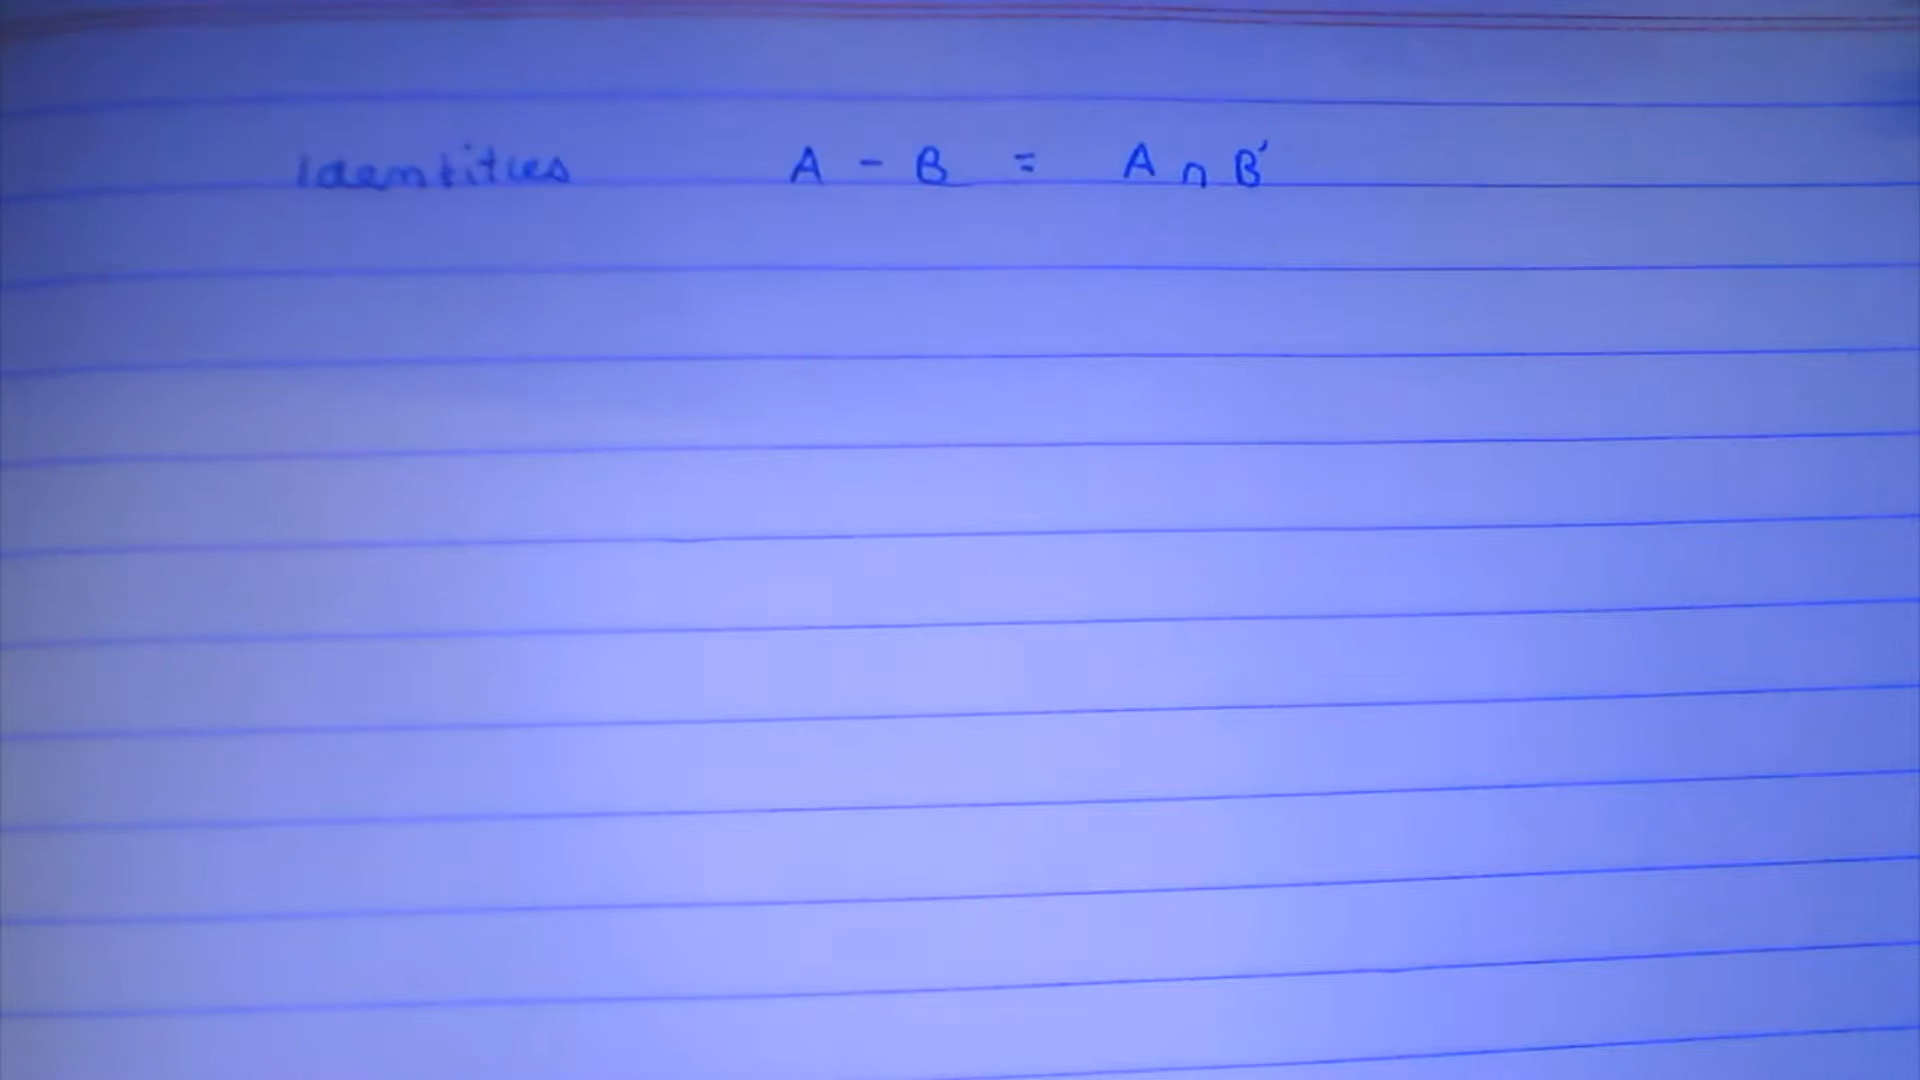 Identities A - B = A ∩ B′